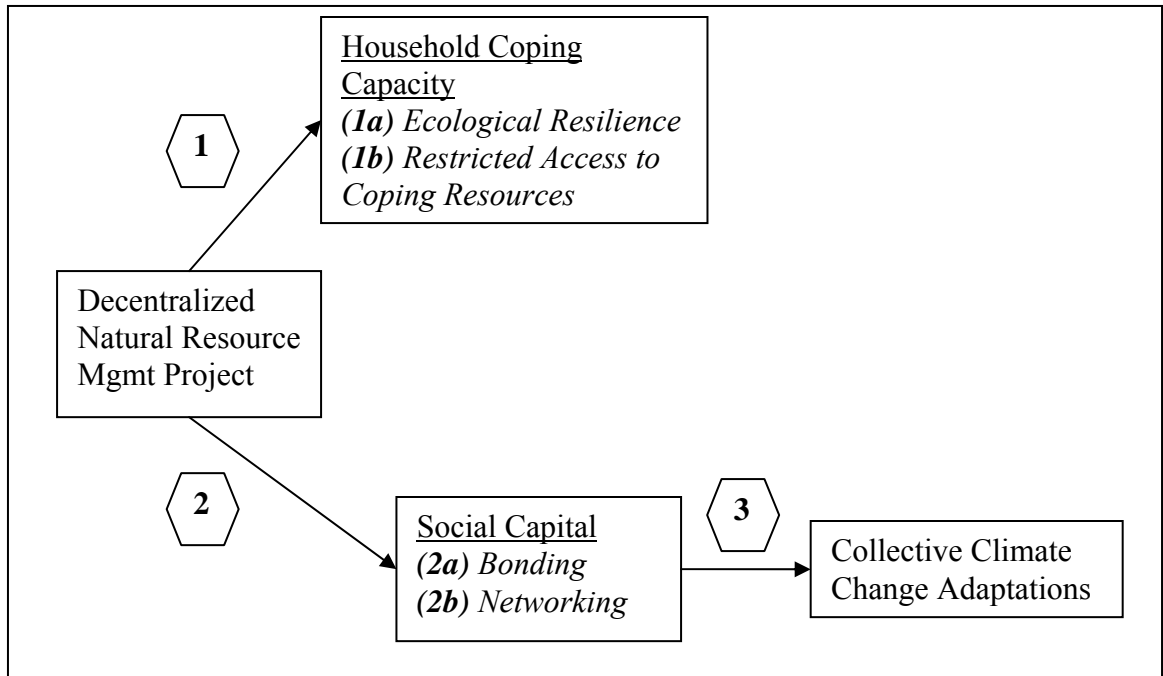 Household Coping
Capacity
(1a) Ecological Resilience
(1b) Restricted Access to
Coping Resources
1
Decentralized
Natural Resource
Mgmt Project
2
Social Capital
(2a) Bonding
(2b) Networking
3
Collective Climate
Change Adaptations